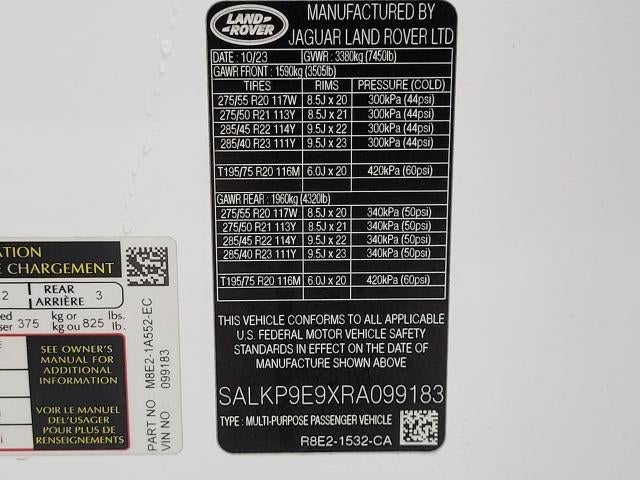 LAND
ROVER
MANUFACTURED BY
JAGUAR LAND ROVER LTD
DATE : 10/23 GVWR : 3380kg (7450lb)
GAWR FRONT : 1590kg (3505lb)
TIRES RIMS PRESSURE (COLD)
275/55 R20 117W 8.5J x 20 300kPa (44psi)
275/50 R21 113Y 8.5J x 21 300kPa (44psi)
285/45 R22 114Y 9.5J x 22 300kPa (44psi)
285/40 R23 111Y 9.5J x 23 300kPa (44psi)
T195/75 R20 116M 6.0J x 20 420kPa (60psi)
GAWR REAR : 1960kg (4320lb)
275/55 R20 117W 8.5J x 20 340kPa (50psi)
275/50 R21 113Y 8.5J x 21 340kPa (50psi)
285/45 R22 114Y 9.5J x 22 340kPa (50psi)
285/40 R23 111Y 9.5J x 23 340kPa (50psi)
T195/75 R20 116M 6.0J x 20 420kPa (60psi)
THIS VEHICLE CONFORMS TO ALL APPLICABLE
U.S. FEDERAL MOTOR VEHICLE SAFETY
STANDARDS IN EFFECT ON THE DATE OF
MANUFACTURE SHOWN ABOVE
SALKP9E9XRA099183
TYPE : MULTI-PURPOSE PASSENGER VEHICLE
R8E2-1532-CA
ATION
E CHARGEMENT
2 REAR 3
ARRIÈRE
ed kg or lbs.
ser 375 kg ou 825 lb.
SEE OWNER'S
MANUAL FOR
ADDITIONAL
INFORMATION
VOIR LE MANUEL
DE L'USAGER
POUR PLUS DE
RENSEIGNEMENTS
PART NO: M8E2-1A552-EC
VIN NO: 099183